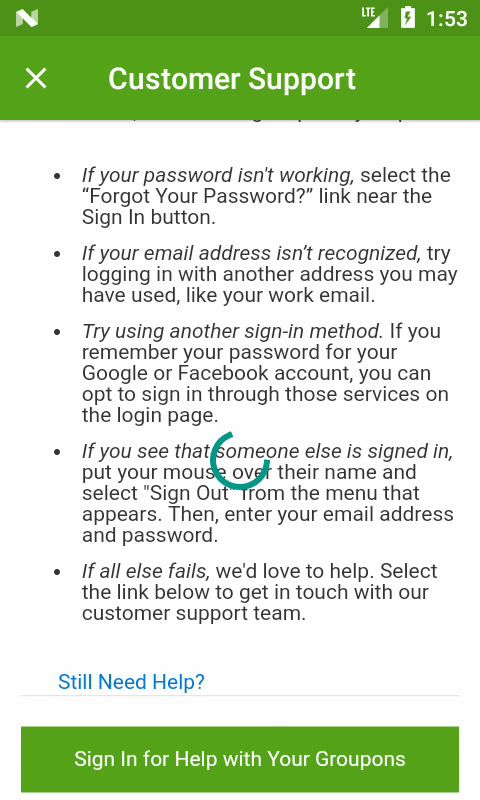 LTE 1:53
Customer Support
• If your password isn't working, select the
“Forgot Your Password?” link near the
Sign In button.
• If your email address isn’t recognized, try
logging in with another address you may
have used, like your work email.
• Try using another sign-in method. If you
remember your password for your
Google or Facebook account, you can
opt to sign in through those services on
the login page.
• If you see that someone else is signed in,
put your mouse over their name and
select "Sign Out" from the menu that
appears. Then, enter your email address
and password.
• If all else fails, we'd love to help. Select
the link below to get in touch with our
customer support team.
Still Need Help?
Sign In for Help with Your Groupons